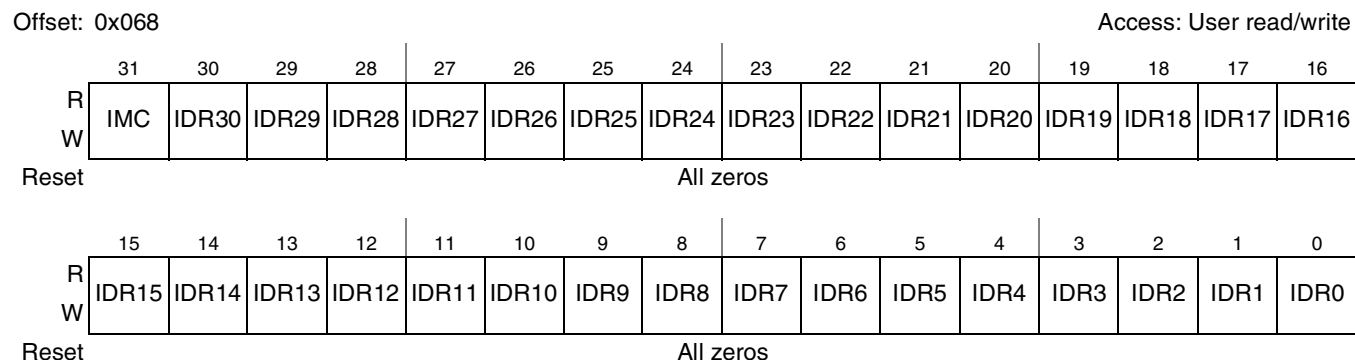 Offset: 0x068 Access: User read/write
31 30 29 28 27 26 25 24 23 22 21 20 19 18 17 16
R
IMC IDR30 IDR29 IDR28 IDR27 IDR26 IDR25 IDR24 IDR23 IDR22 IDR21 IDR20 IDR19 IDR18 IDR17 IDR16
W
Reset All zeros
15 14 13 12 11 10 9 8 7 6 5 4 3 2 1 0
R
IDR15 IDR14 IDR13 IDR12 IDR11 IDR10 IDR9 IDR8 IDR7 IDR6 IDR5 IDR4 IDR3 IDR2 IDR1 IDR0
W
Reset All zeros